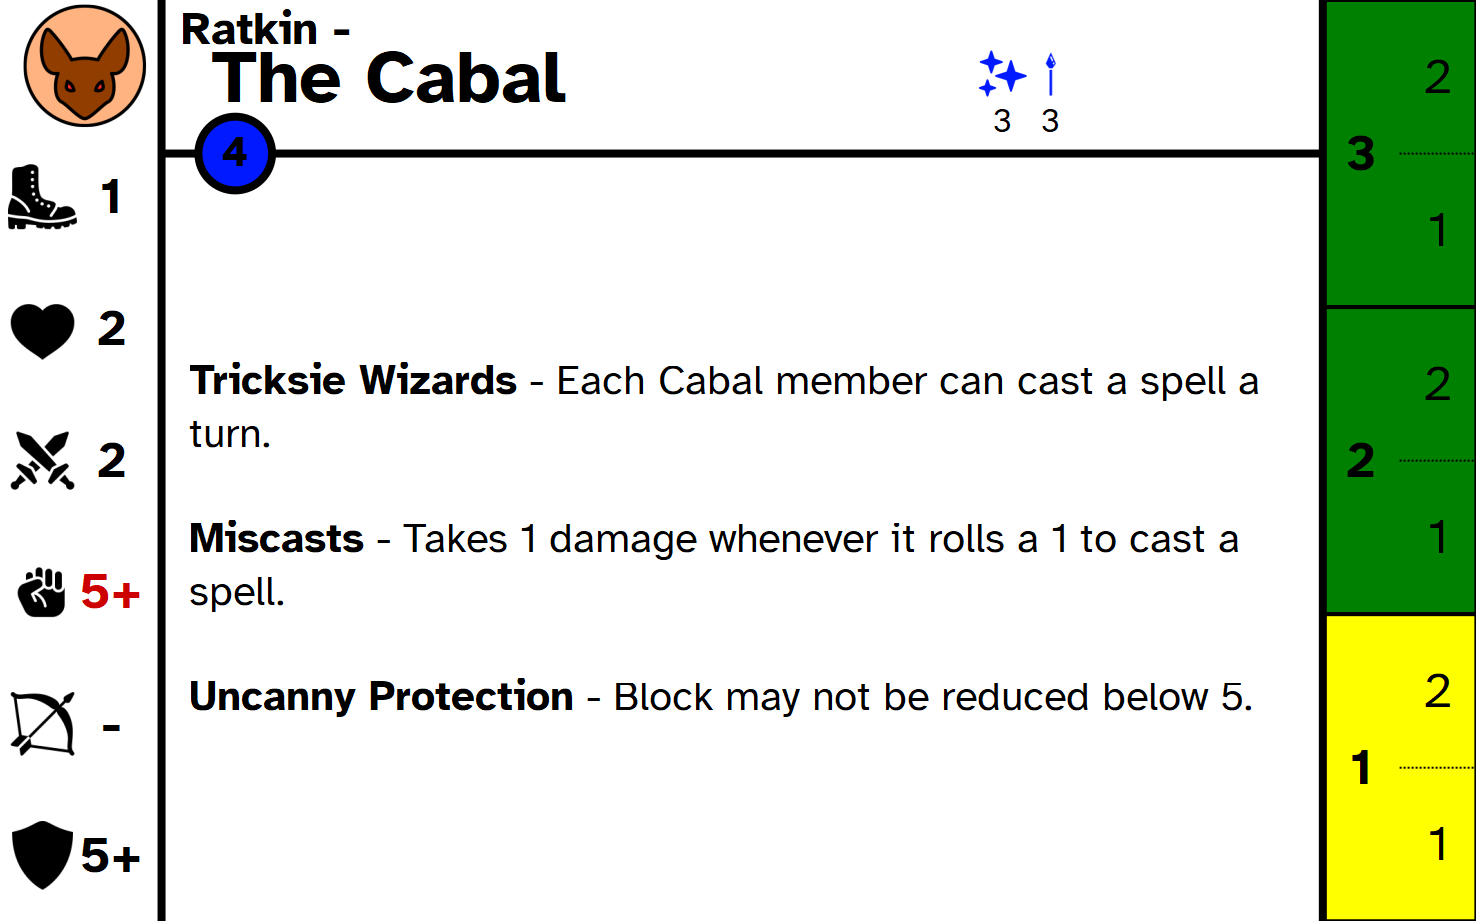 Ratkin -
The Cabal
3 3
4
1
2
2
5+
-
5+
Tricksie Wizards - Each Cabal member can cast a spell a
turn.
Miscasts - Takes 1 damage whenever it rolls a 1 to cast a
spell.
Uncanny Protection - Block may not be reduced below 5.
2
3
1
2
2
1
2
1
1